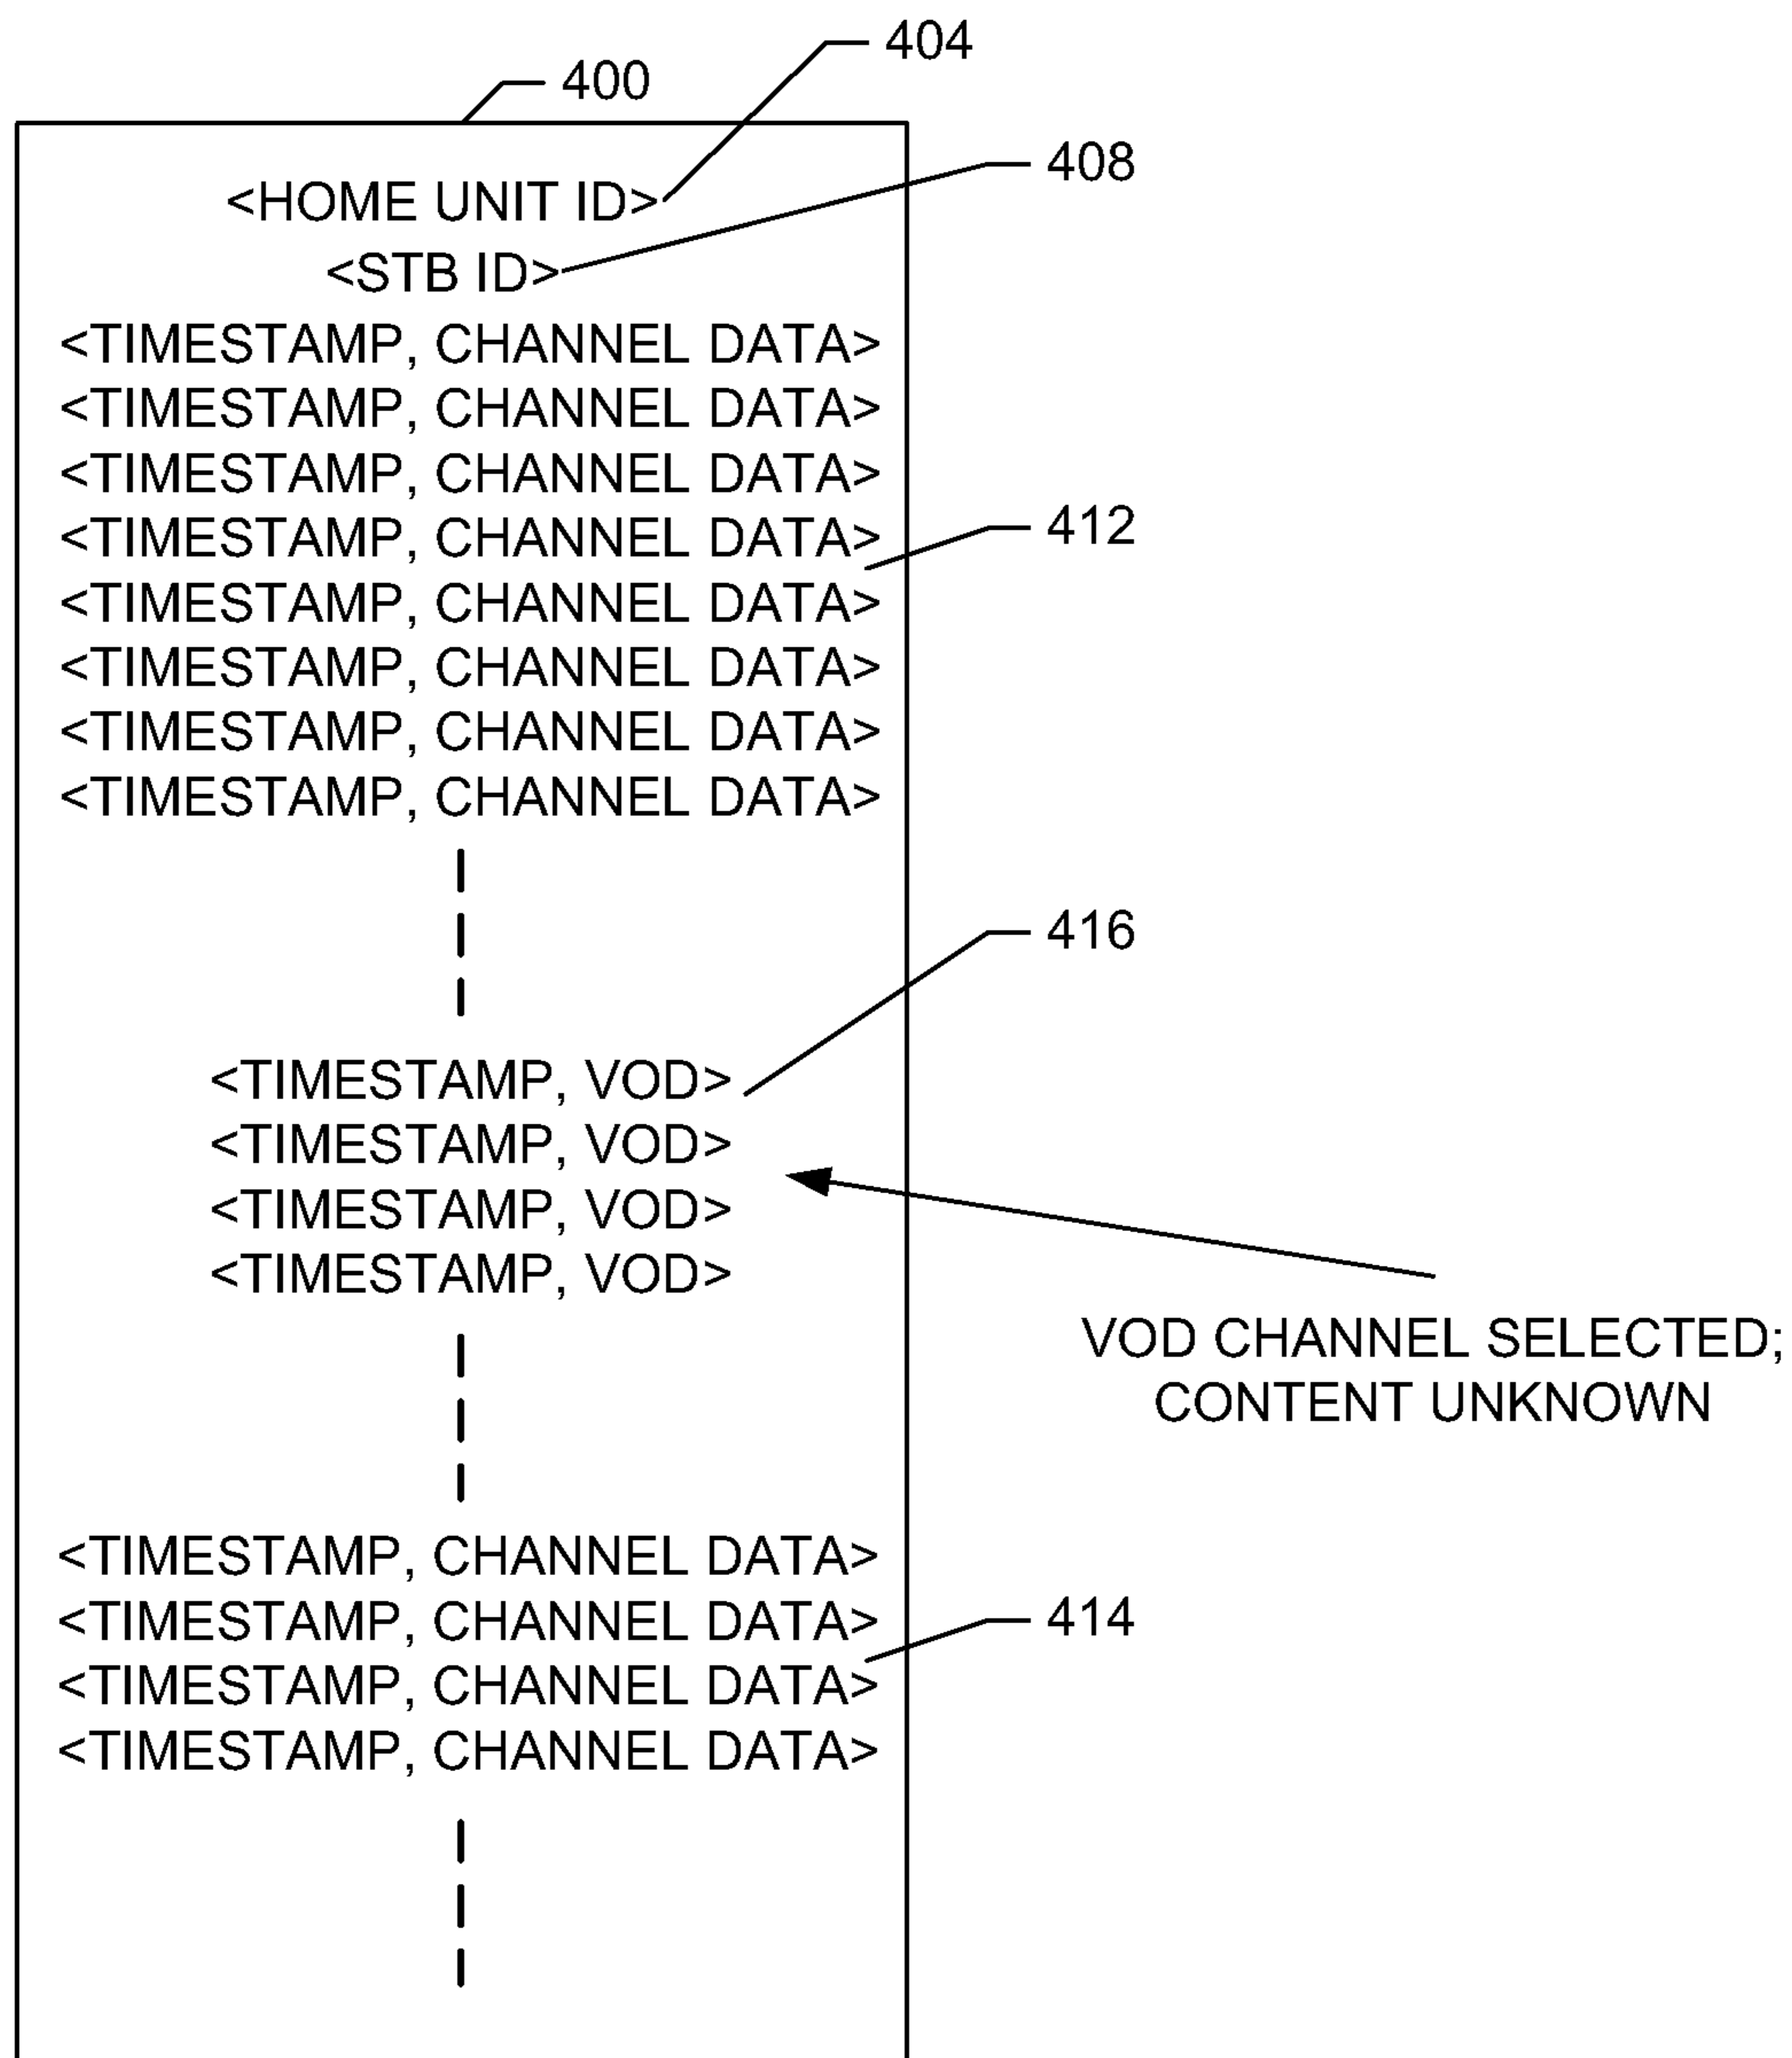 404
400
408
<HOME UNIT ID>
<STB ID>
<TIMESTAMP, CHANNEL DATA>
<TIMESTAMP, CHANNEL DATA>
<TIMESTAMP, CHANNEL DATA>
<TIMESTAMP, CHANNEL DATA>
412
<TIMESTAMP, CHANNEL DATA>
<TIMESTAMP, CHANNEL DATA>
<TIMESTAMP, CHANNEL DATA>
<TIMESTAMP, CHANNEL DATA>
416
<TIMESTAMP, VOD>
<TIMESTAMP, VOD>
<TIMESTAMP, VOD>
<TIMESTAMP, VOD>
VOD CHANNEL SELECTED;
CONTENT UNKNOWN
<TIMESTAMP, CHANNEL DATA>
<TIMESTAMP, CHANNEL DATA>
414
<TIMESTAMP, CHANNEL DATA>
<TIMESTAMP, CHANNEL DATA>